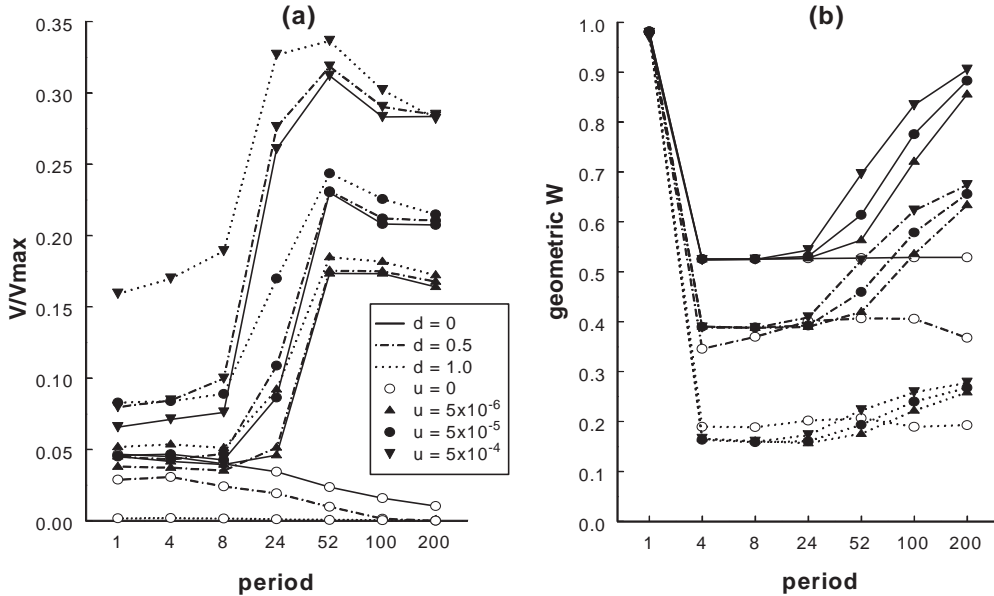 (a)
V/Vmax
0.35
0.30
0.25
0.20
0.15
0.10
0.05
0.00
1 4 8 24 52 100 200
period
d = 0
d = 0.5
d = 1.0
u = 0
u = 5x10⁻⁶
u = 5x10⁻⁵
u = 5x10⁻⁴
(b)
geometric W
1.0
0.9
0.8
0.7
0.6
0.5
0.4
0.3
0.2
0.1
0.0
1 4 8 24 52 100 200
period